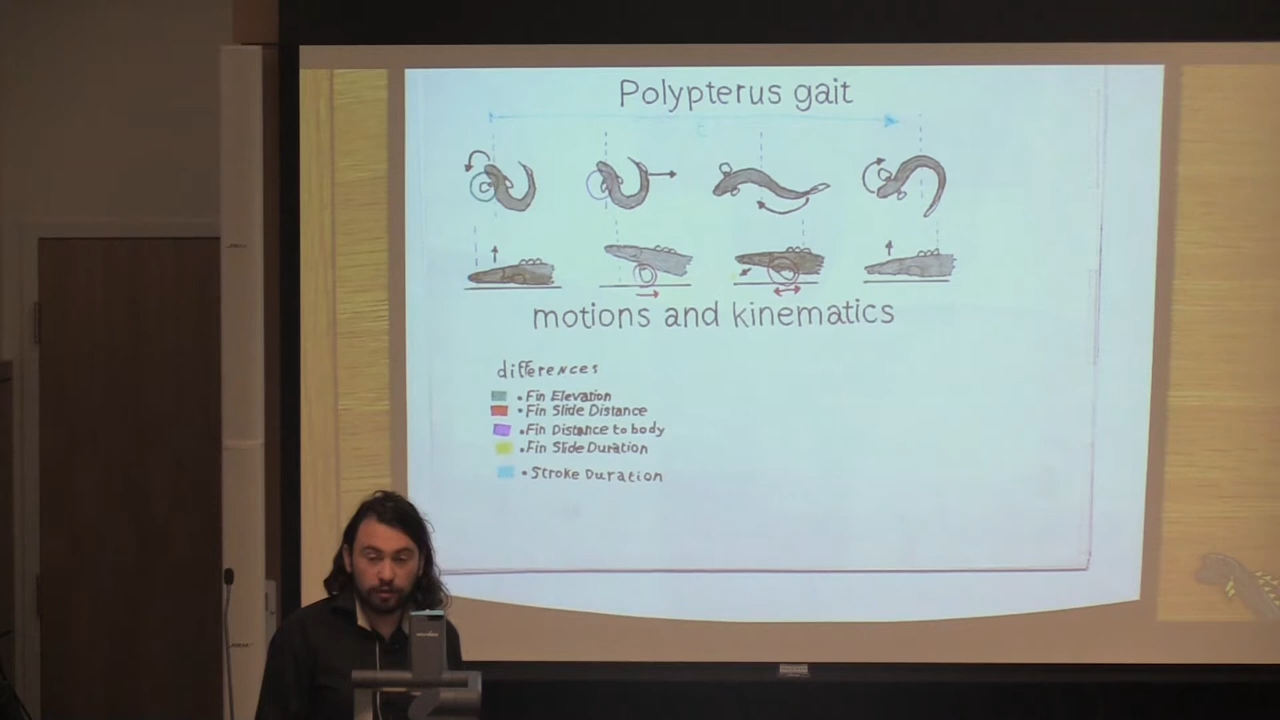 Polypterus gait
motions and kinematics
differences
• Fin Elevation
• Fin Slide Distance
• Fin Distance to body
• Fin Slide Duration
• Stroke Duration